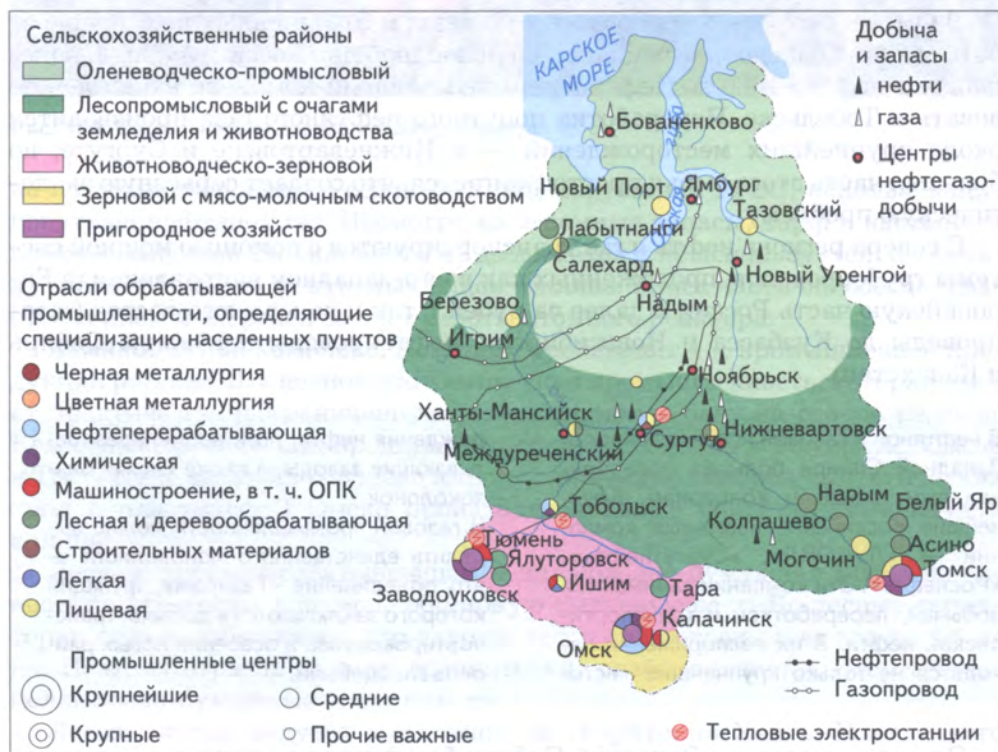 Сельскохозяйственные районы
Оленеводческо-промысловый
Лесопромысловый с очагами
земледелия и животноводства
Животноводческо-зерновой
Зерновой с мясо-молочным скотоводством
Пригородное хозяйство
Отрасли обрабатывающей
промышленности, определяющие
специализацию населенных пунктов
Черная металлургия
Цветная металлургия
Нефтеперерабатывающая
Химическая
Машиностроение, в т. ч. ОПК
Лесная и деревообрабатывающая
Строительных материалов
Легкая
Пищевая
Промышленные центры
Крупнейшие
Средние
Крупные
Прочие важные
Добыча
и запасы
нефти
газа
Центры
нефтегазо-
добычи
КАРСКОЕ
МОРЕ
Бованенково
Новый Порт
Ямбург
Тазовский
Лабытнанги
Салехард
Новый Уренгой
Надым
Березово
Игрим
Ноябрьск
Ханты-Мансийск
Нижневартовск
Сургут
Междуреченский
Нарым
Белый Яр
Тобольск
Колпашево
Асино
Тюмень
Могочин
Ялуторовск
Томск
Заводоуковск
Ишим
Тара
Калачинск
Омск
Нефтепровод
Газопровод
Тепловые электростанции